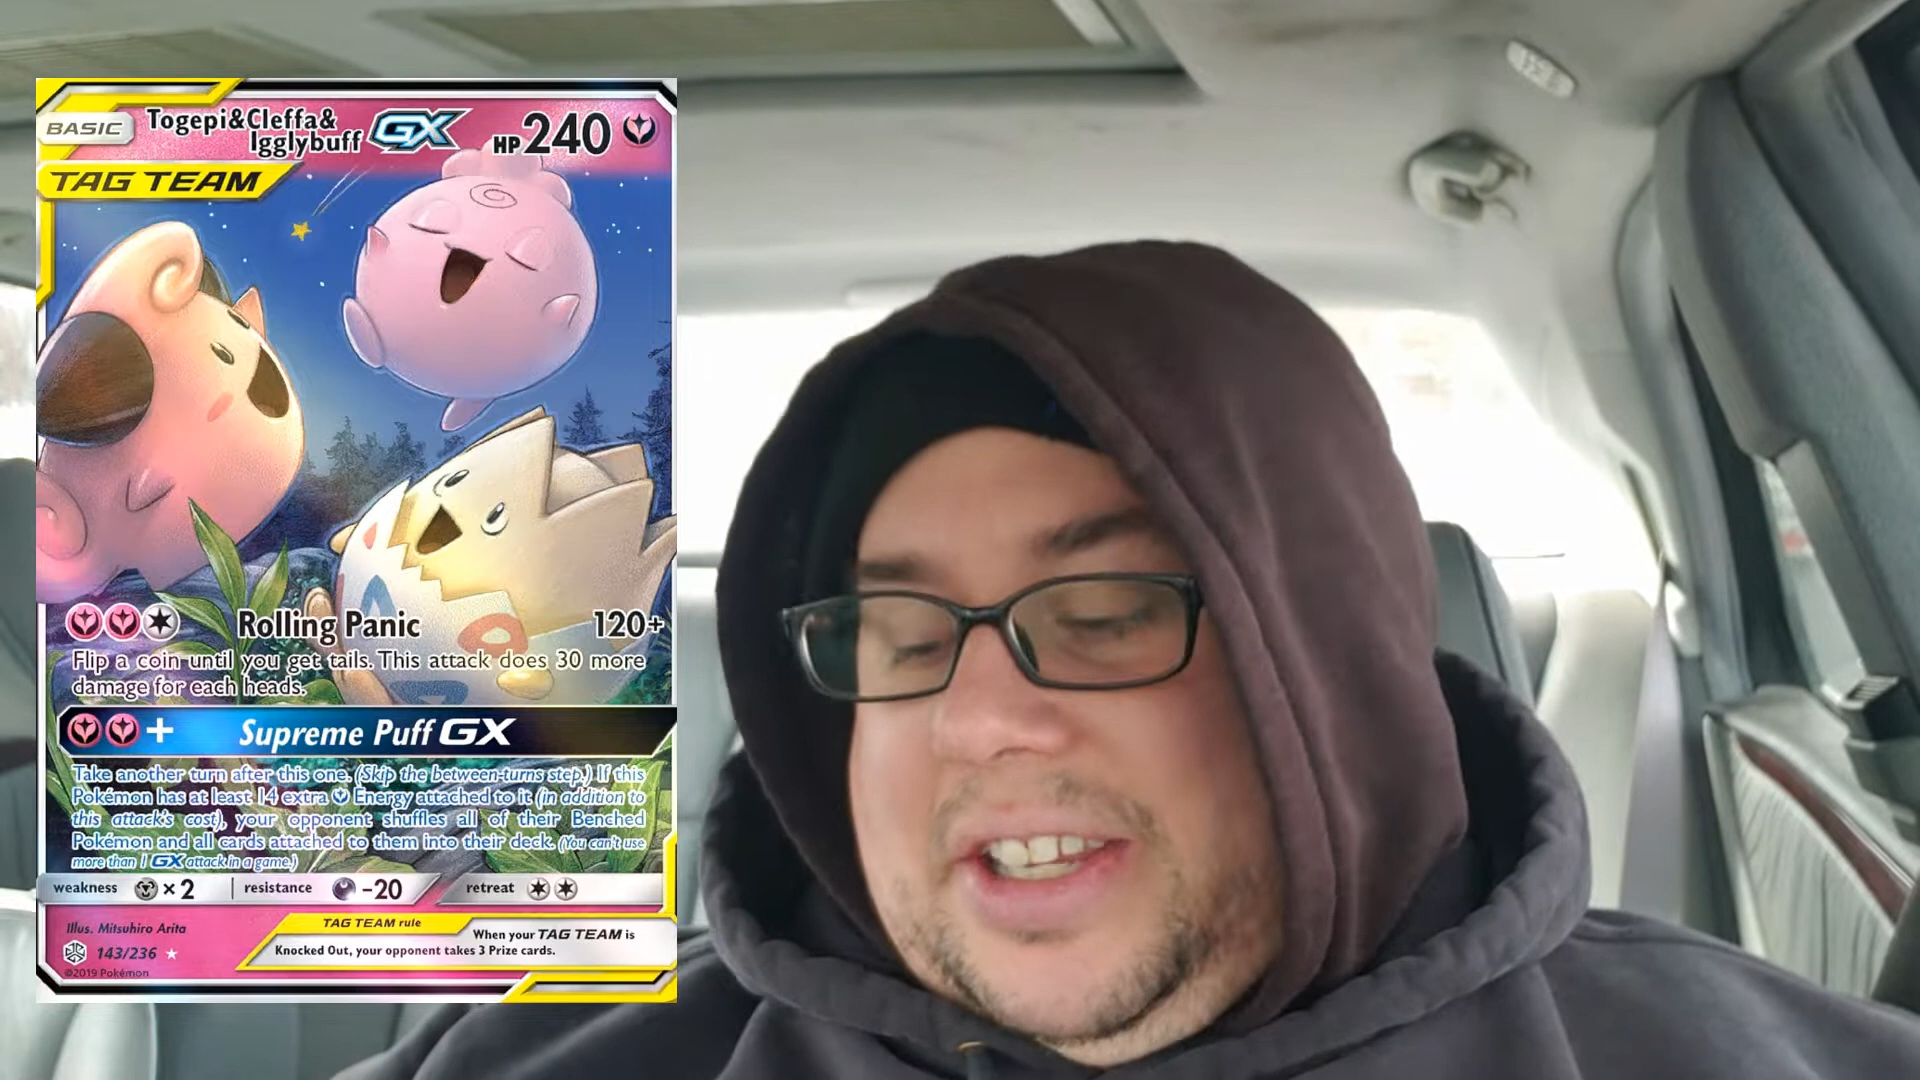 BASIC
Togepi&Cleffa&
Igglybuff GX
HP 240
TAG TEAM
Rolling Panic 120+
Flip a coin until you get tails. This attack does 30 more
damage for each heads.
+ Supreme Puff GX
Take another turn after this one. (Skip the between-turns step.) If this
Pokémon has at least 14 extra Energy attached to it (in addition to
this attack's cost), your opponent shuffles all of their Benched
Pokémon and all cards attached to them into their deck. (You can't use
more than 1 GX attack in a game.)
weakness ×2 resistance -20 retreat
Illus. Mitsuhiro Arita
143/236
©2019 Pokémon
TAG TEAM rule
When your TAG TEAM is
Knocked Out, your opponent takes 3 Prize cards.